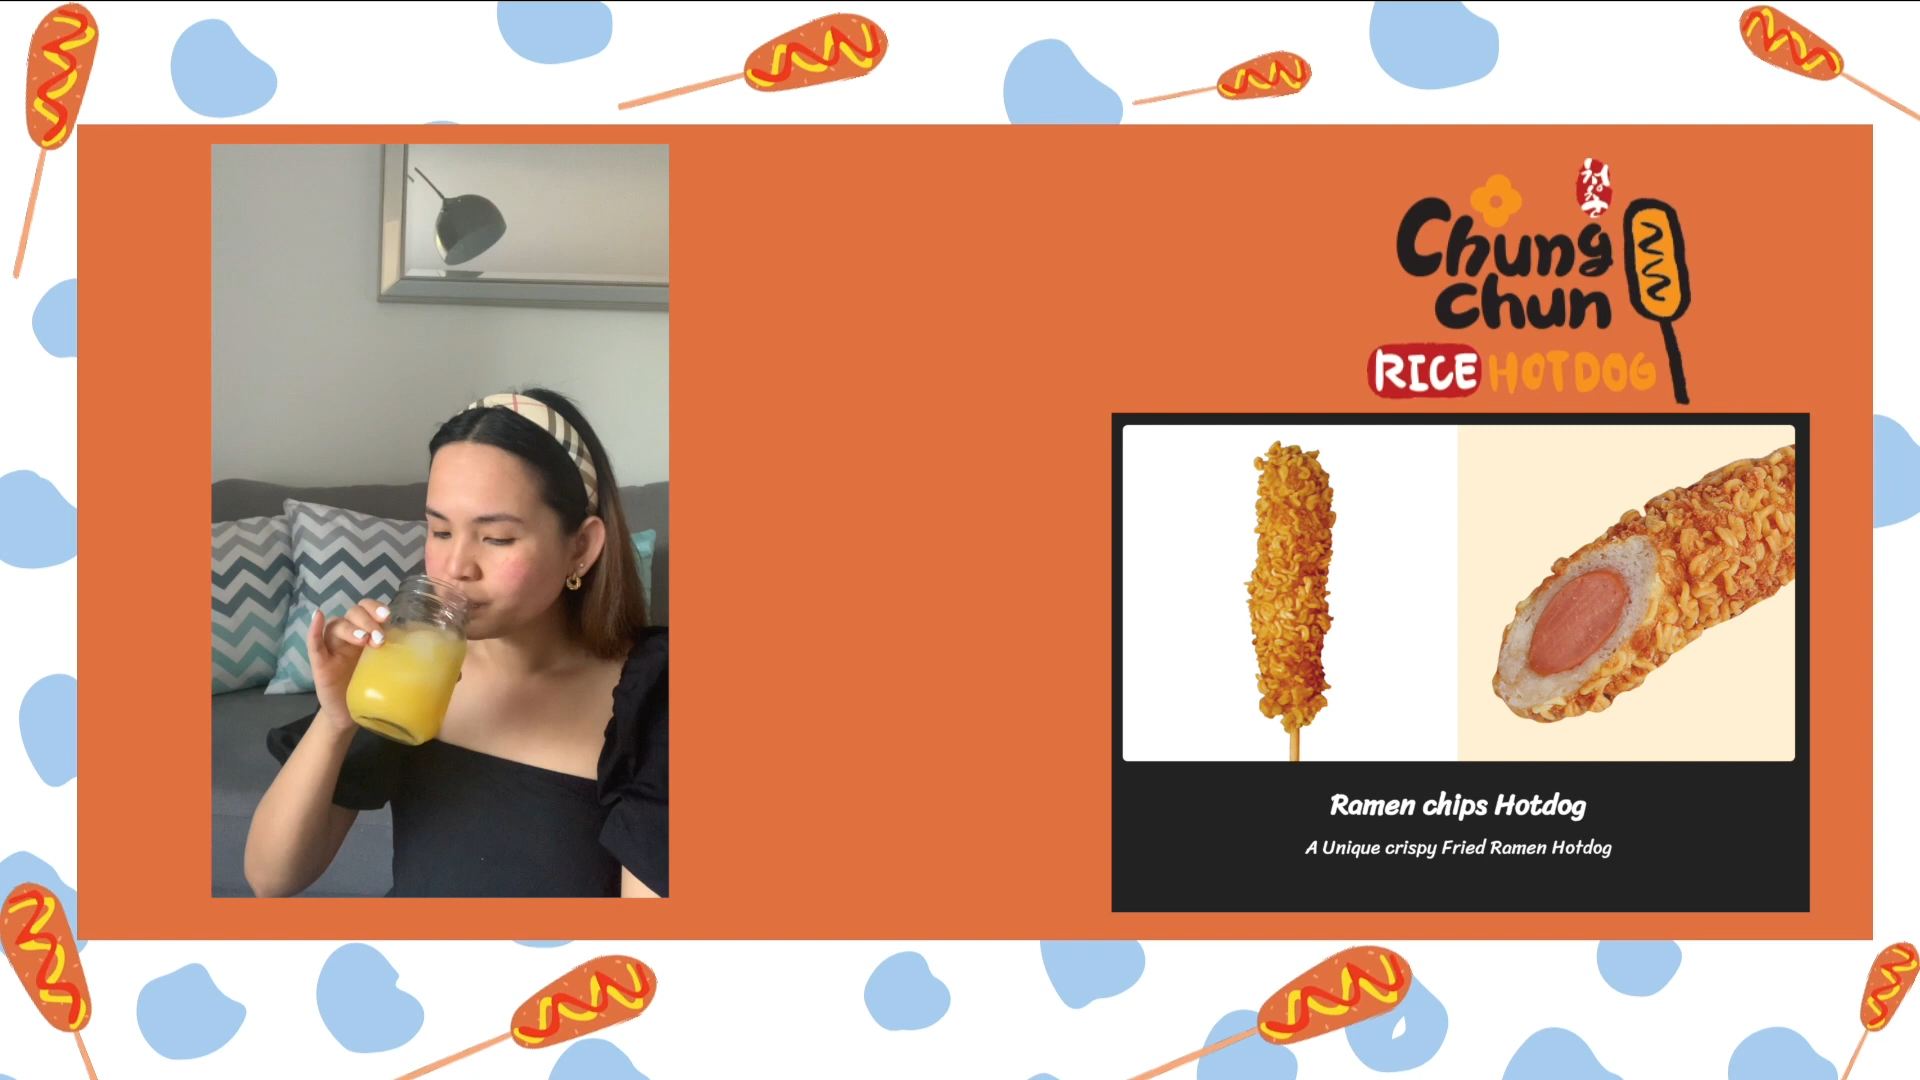 청춘
Chung
chun
RICE HOTDOG
Ramen chips Hotdog
A Unique crispy Fried Ramen Hotdog